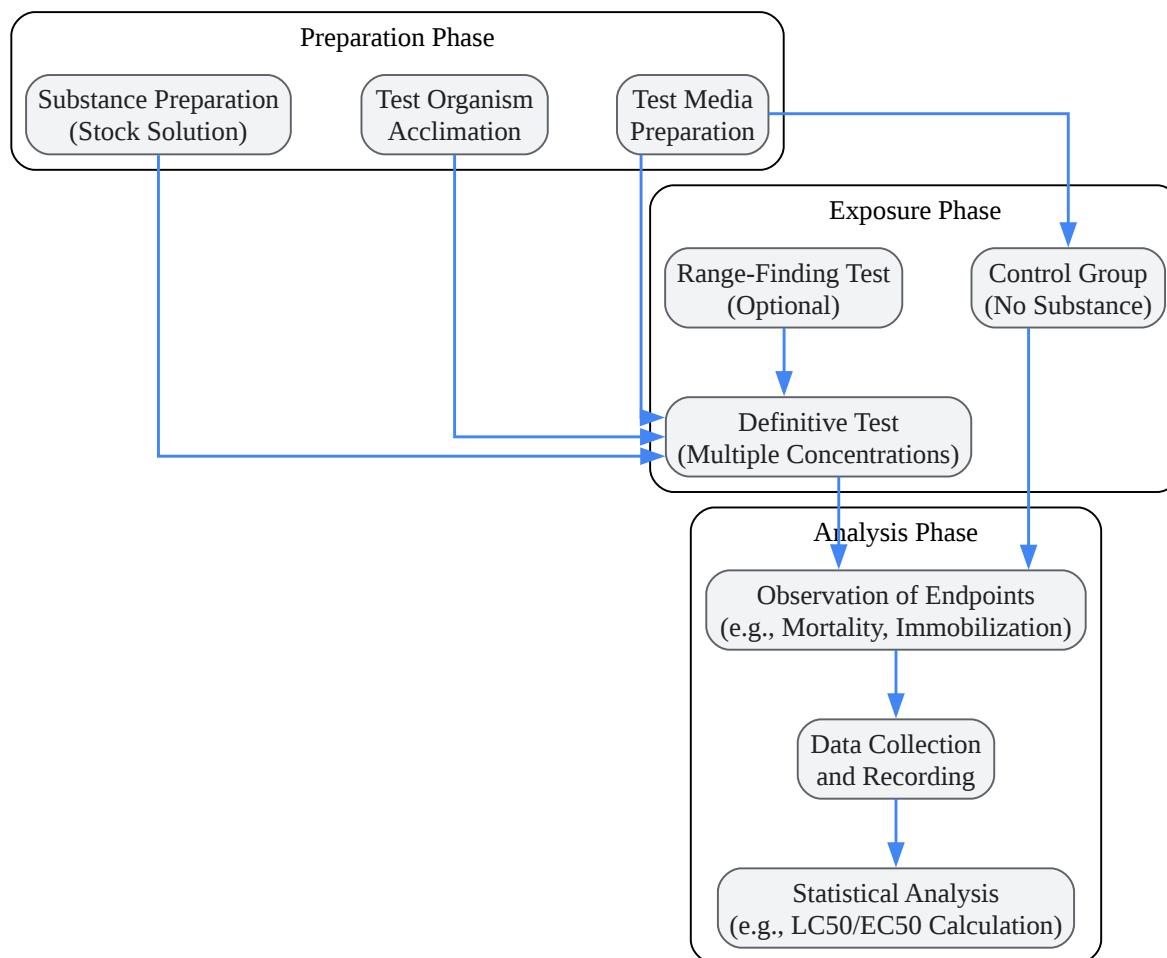 Preparation Phase
Substance Preparation
(Stock Solution)
Test Organism
Acclimation
Test Media
Preparation
Exposure Phase
Range-Finding Test
(Optional)
Control Group
(No Substance)
Definitive Test
(Multiple Concentrations)
Analysis Phase
Observation of Endpoints
(e.g., Mortality, Immobilization)
Data Collection
and Recording
Statistical Analysis
(e.g., LC50/EC50 Calculation)